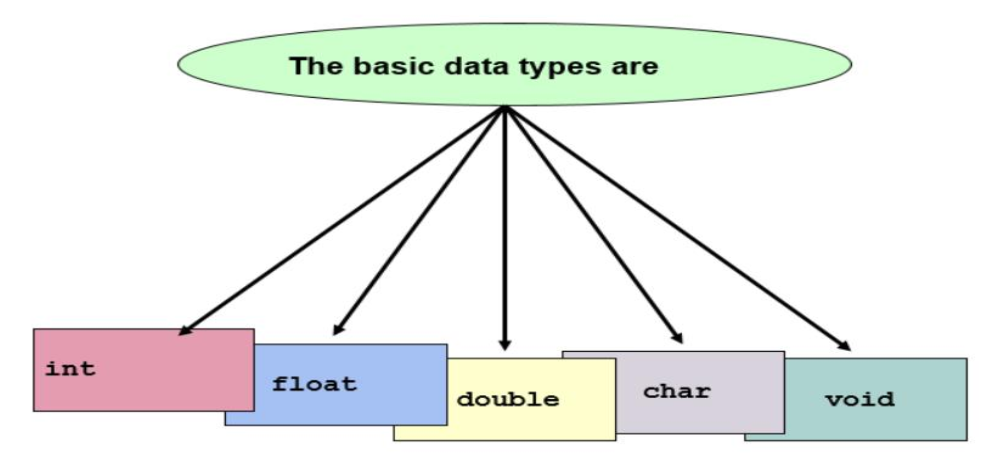 The basic data types are
int
float
double
char
void